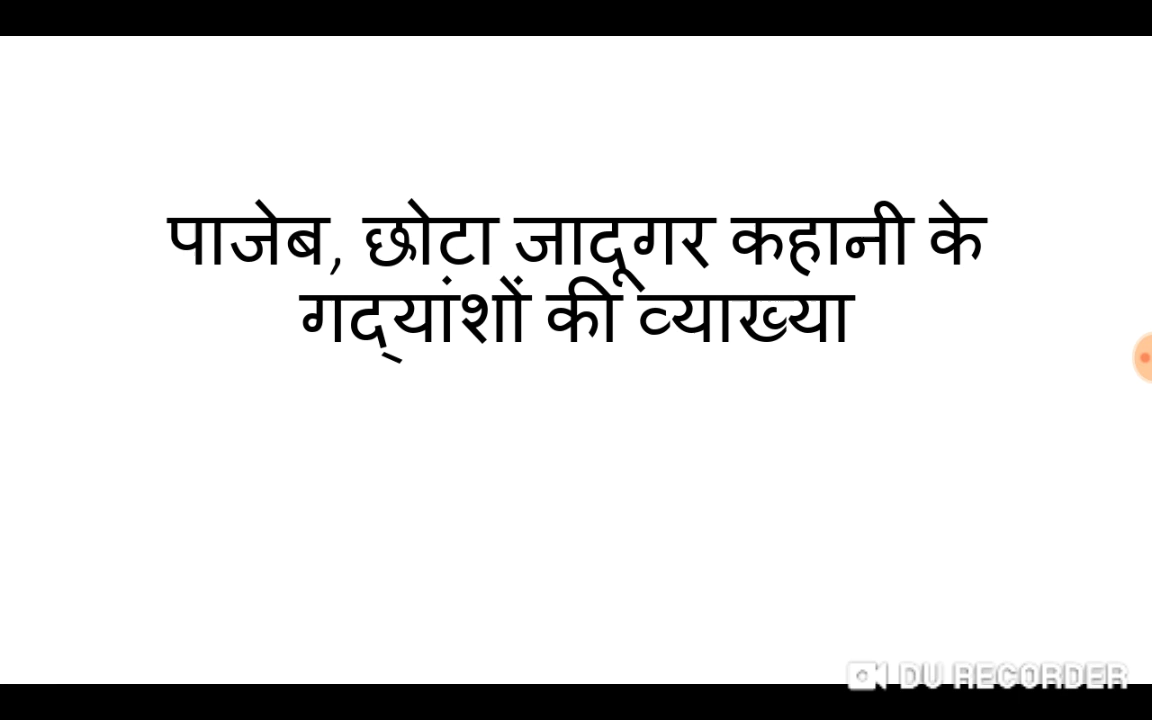 पाजेब, छोटा जादूगर कहानी के
गद्यांशों की व्याख्या
DU RECORDER